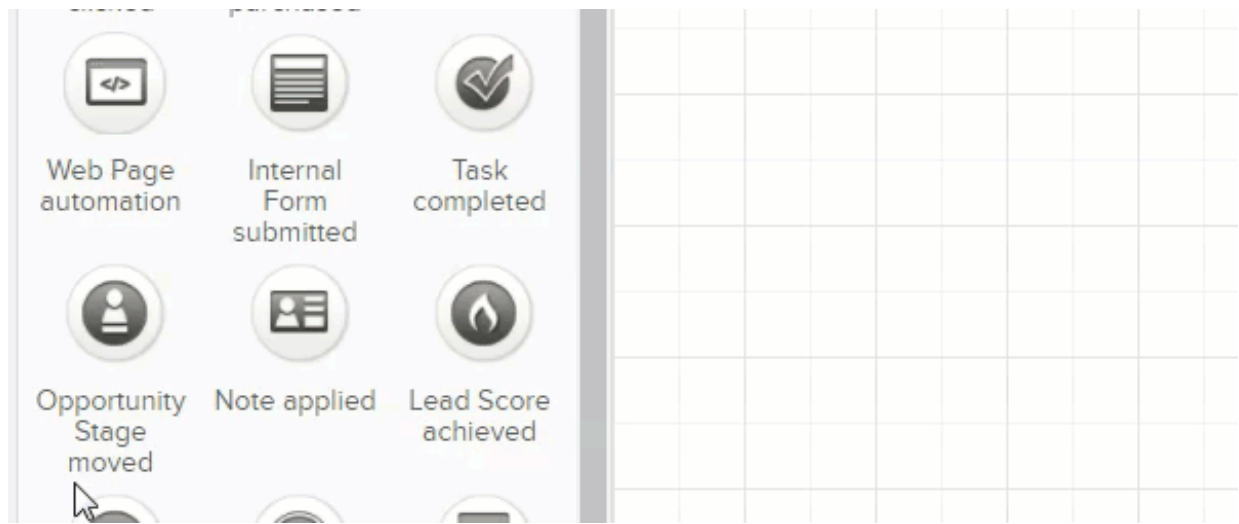 Web Page
automation
Internal
Form
submitted
Task
completed
Opportunity
Stage
moved
Note applied
Lead Score
achieved